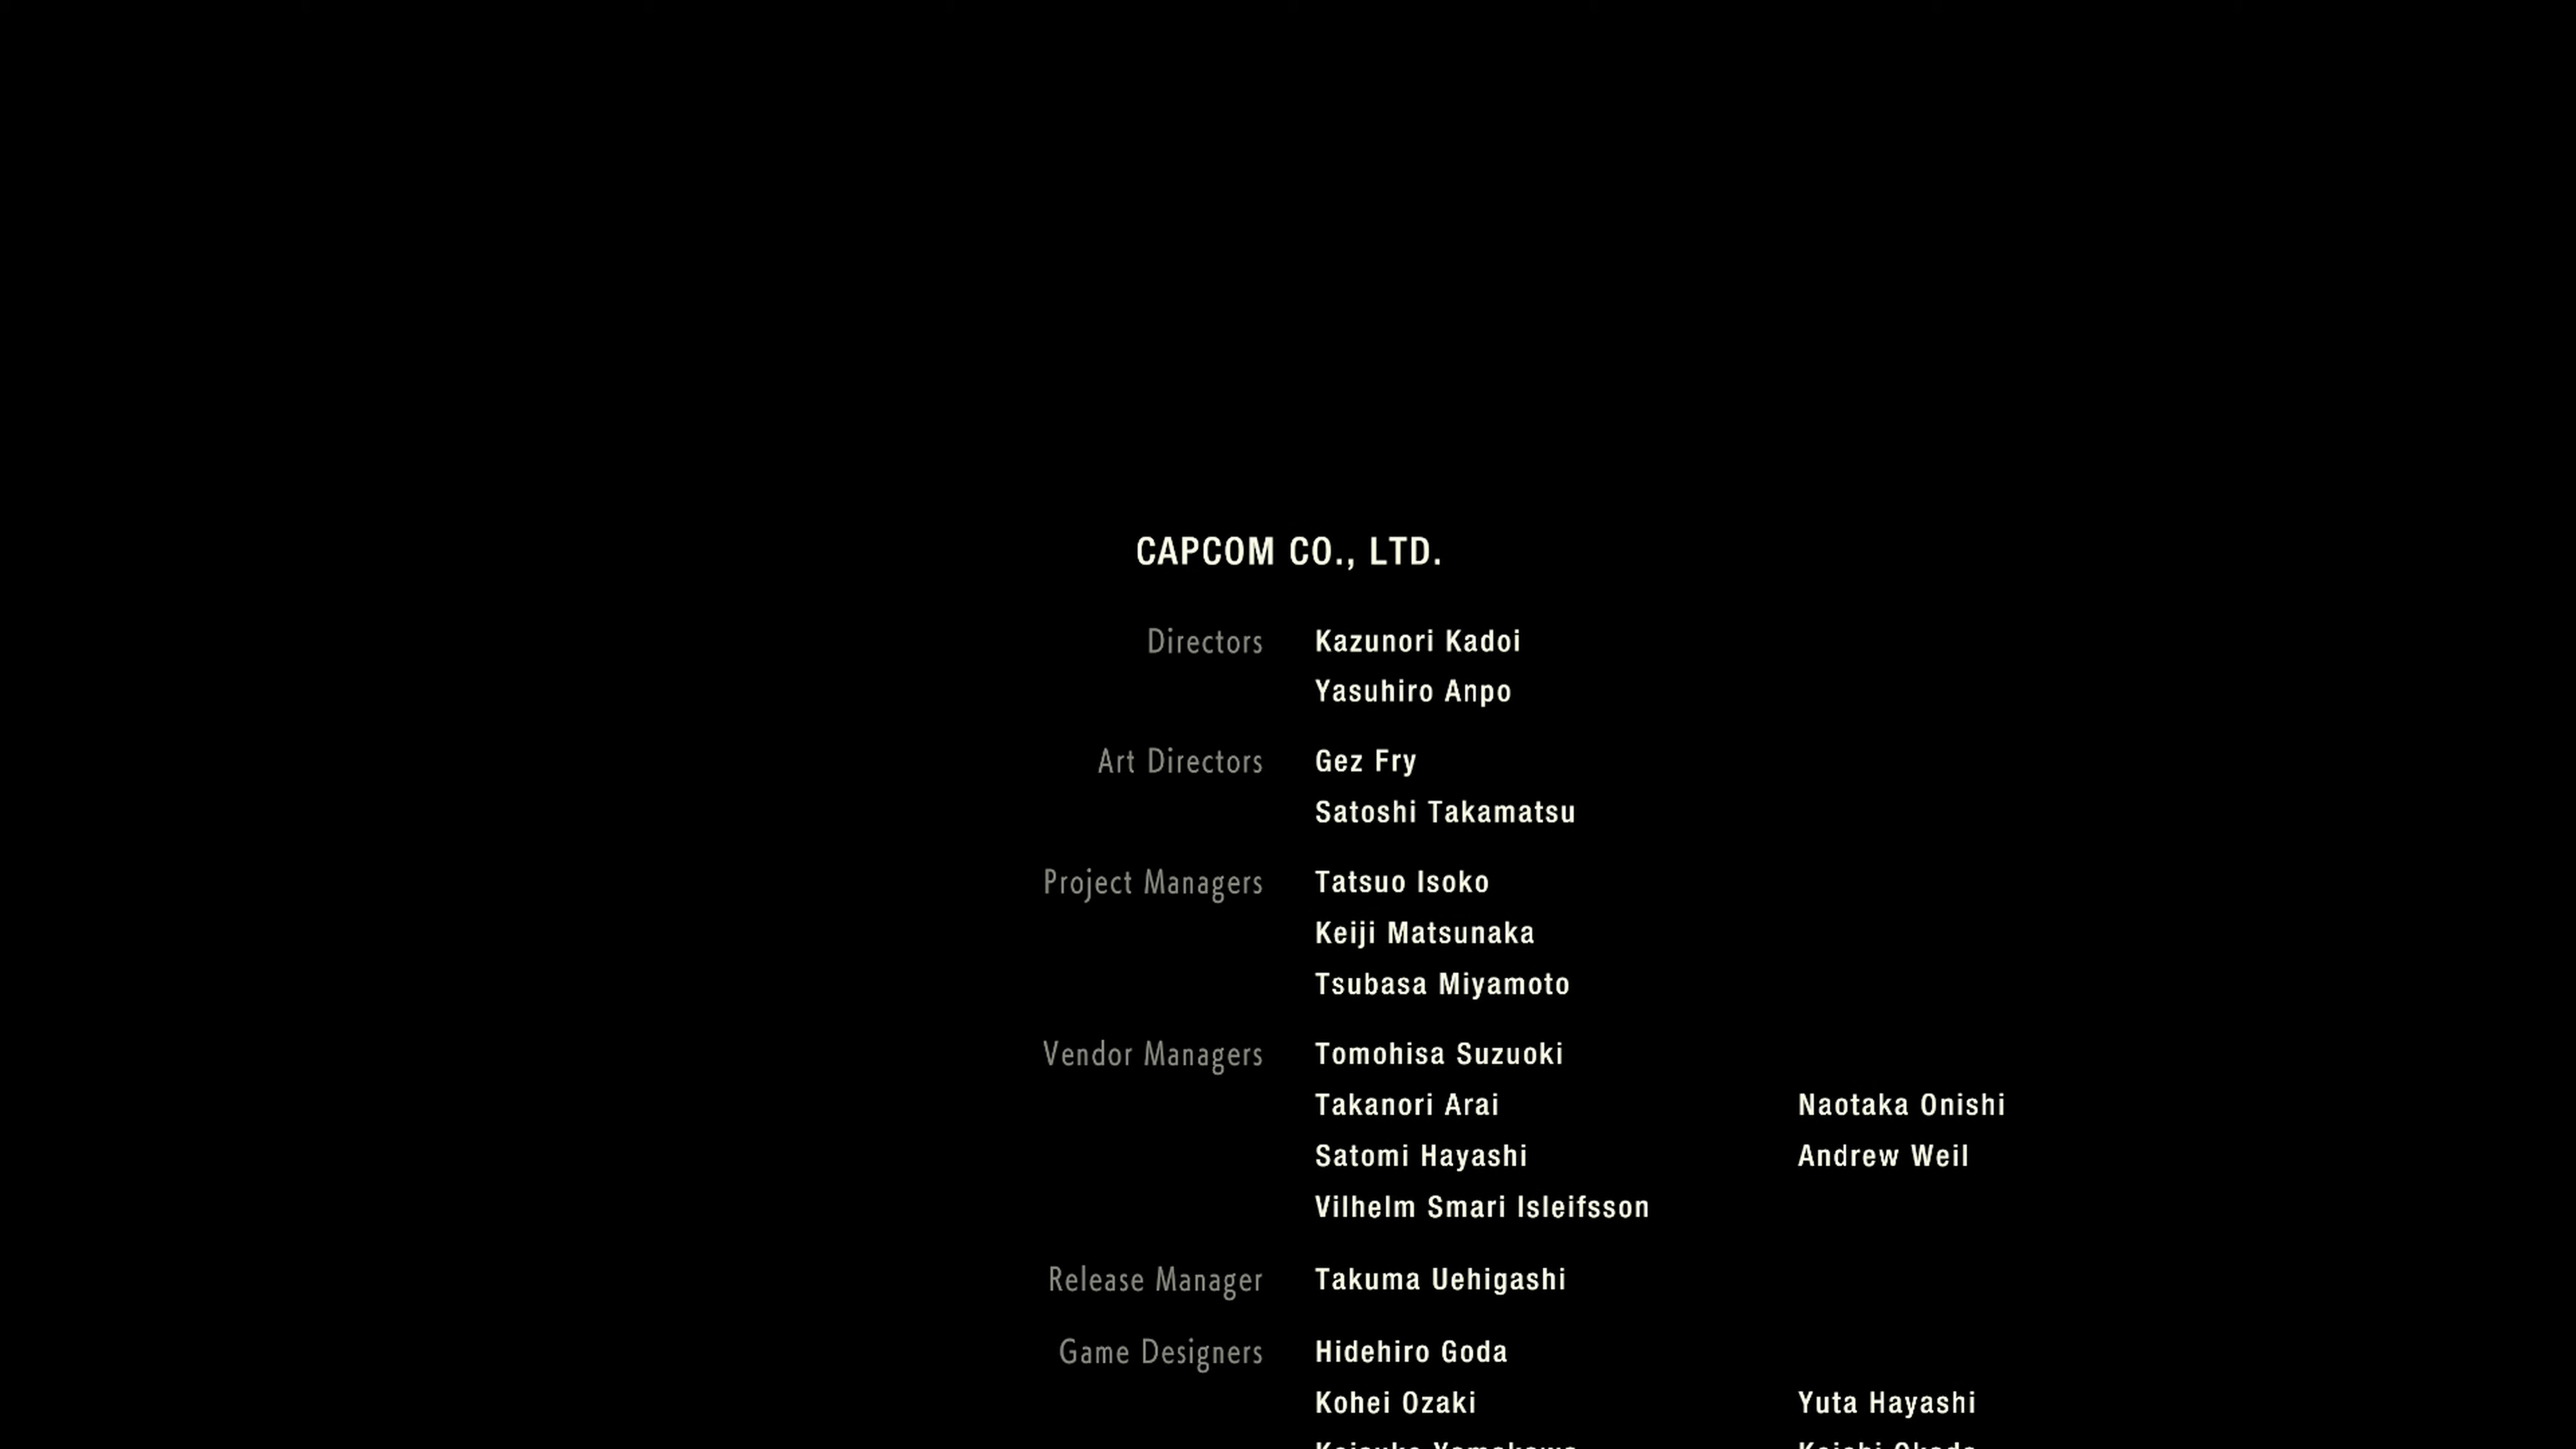 CAPCOM CO., LTD.
Directors Kazunori Kadoi
Yasuhiro Anpo
Art Directors Gez Fry
Satoshi Takamatsu
Project Managers Tatsuo Isoko
Keiji Matsunaka
Tsubasa Miyamoto
Vendor Managers Tomohisa Suzuoki
Takanori Arai Naotaka Onishi
Satomi Hayashi Andrew Weil
Vilhelm Smari Isleifsson
Release Manager Takuma Uehigashi
Game Designers Hidehiro Goda
Kohei Ozaki Yuta Hayashi